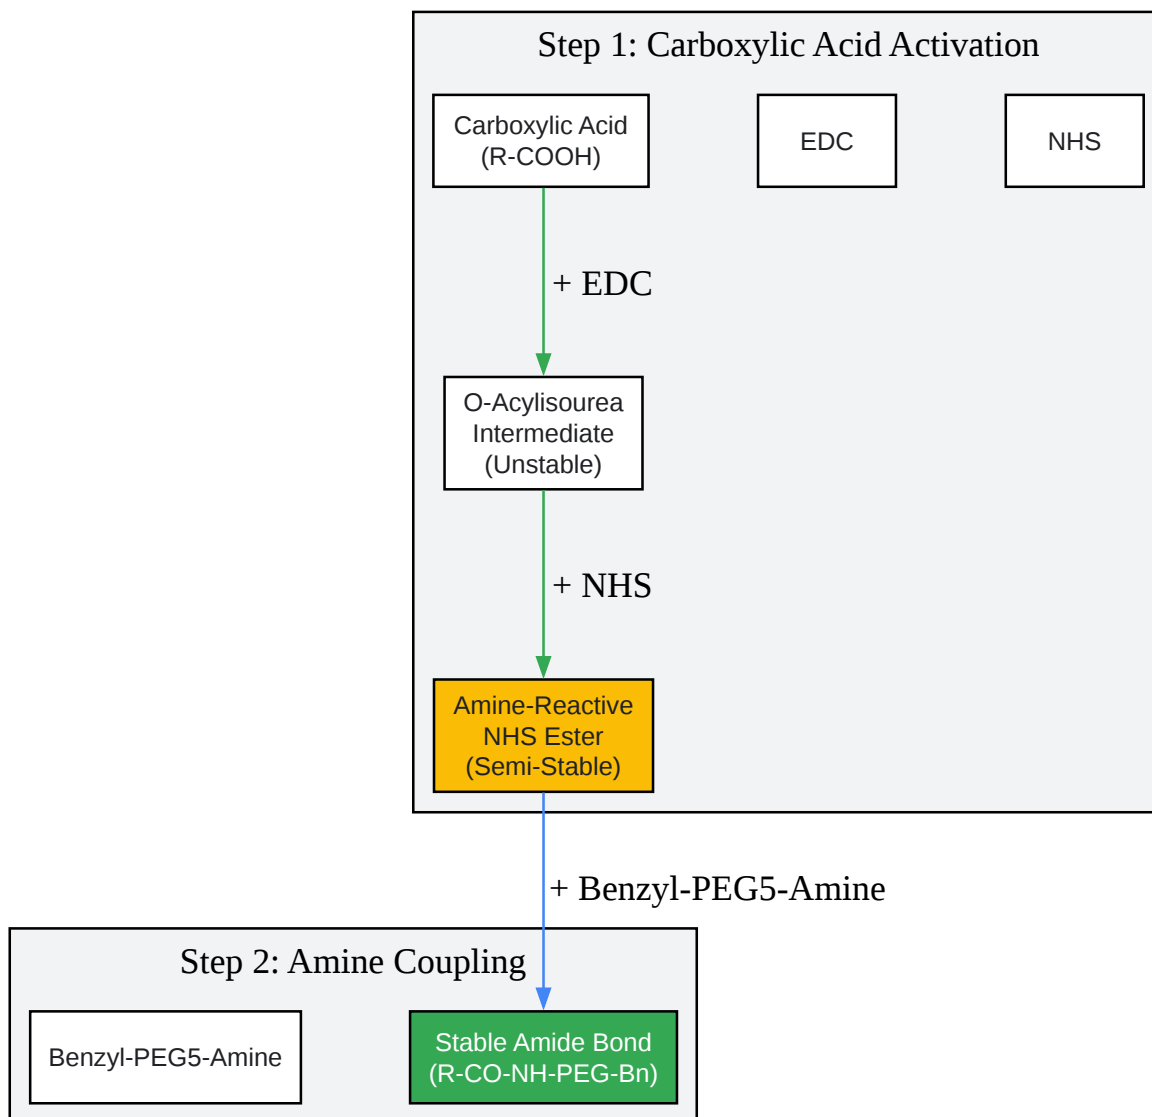 Step 1: Carboxylic Acid Activation
Carboxylic Acid
(R-COOH)
EDC
NHS
+ EDC
O-Acylisourea
Intermediate
(Unstable)
+ NHS
Amine-Reactive
NHS Ester
(Semi-Stable)
+ Benzyl-PEG5-Amine
Step 2: Amine Coupling
Benzyl-PEG5-Amine
Stable Amide Bond
(R-CO-NH-PEG-Bn)